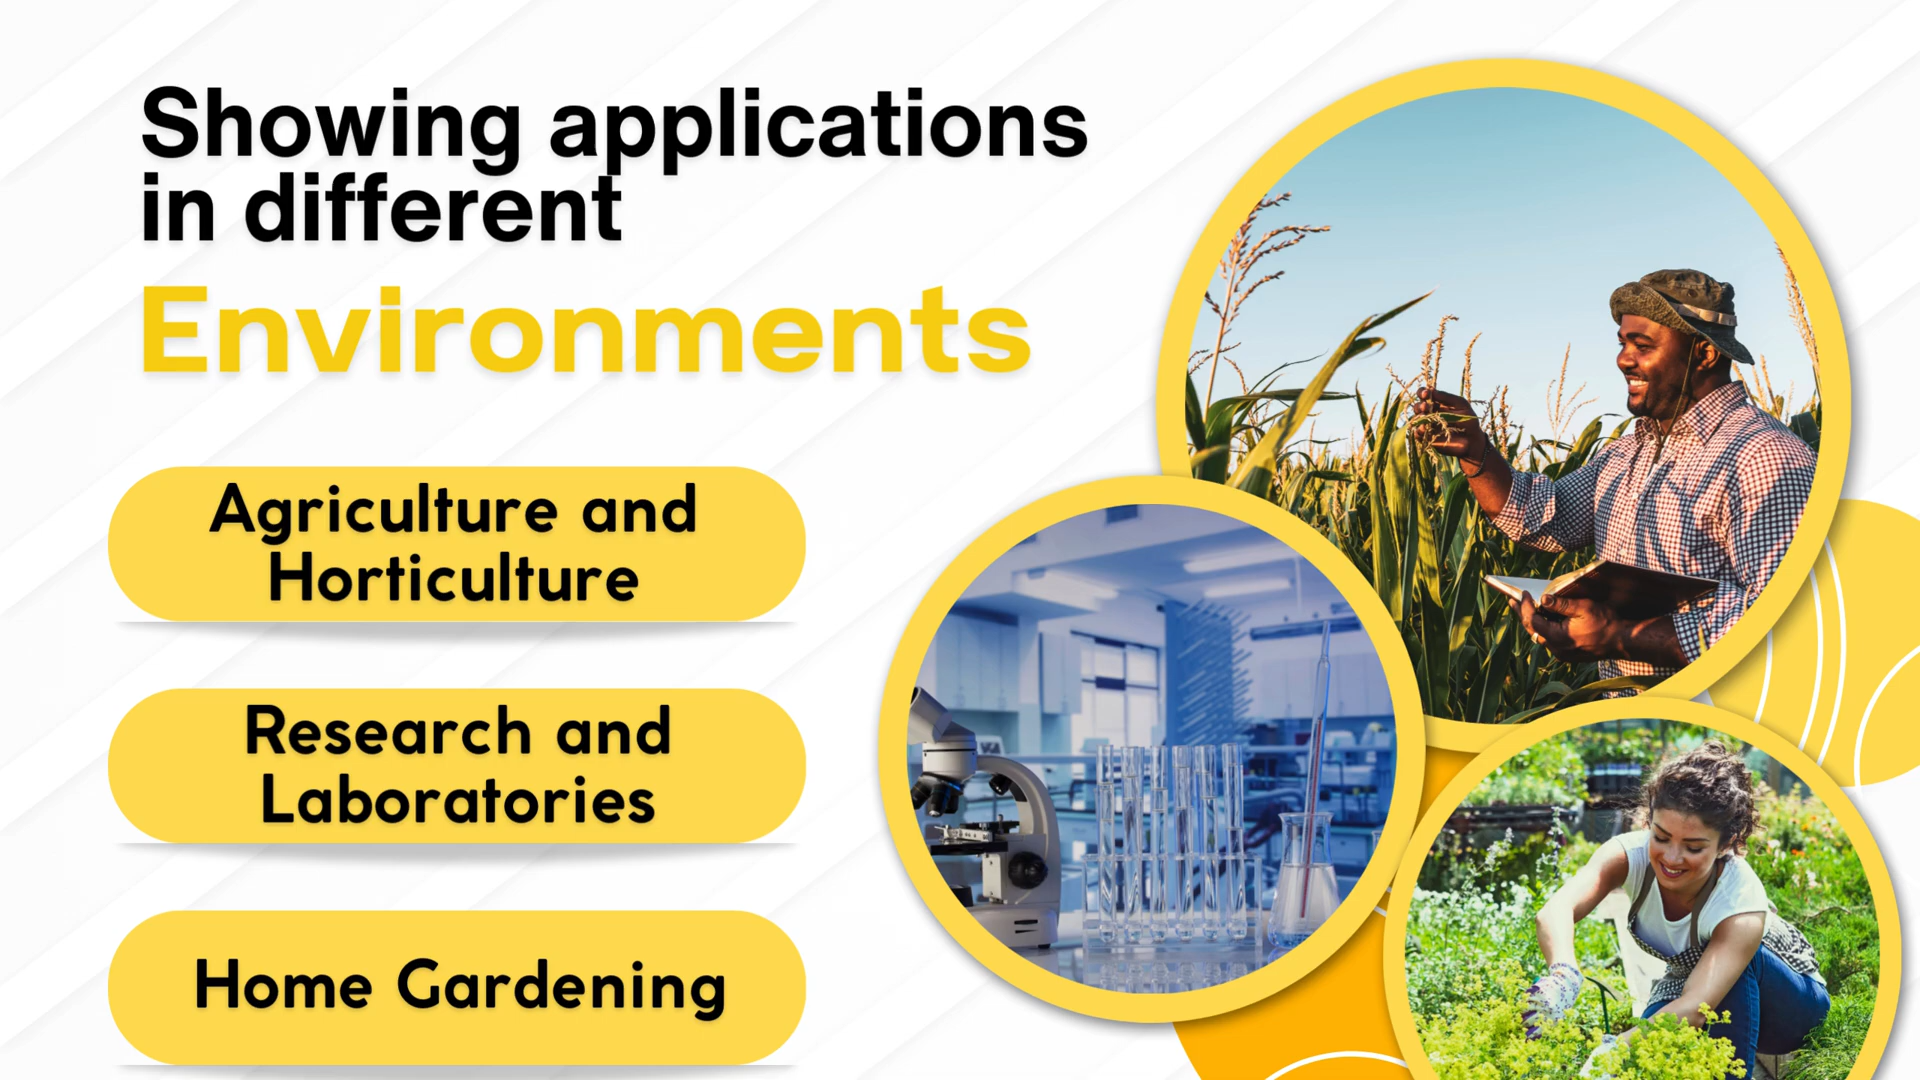 Showing applications
in different
Environments
Agriculture and
Horticulture
Research and
Laboratories
Home Gardening